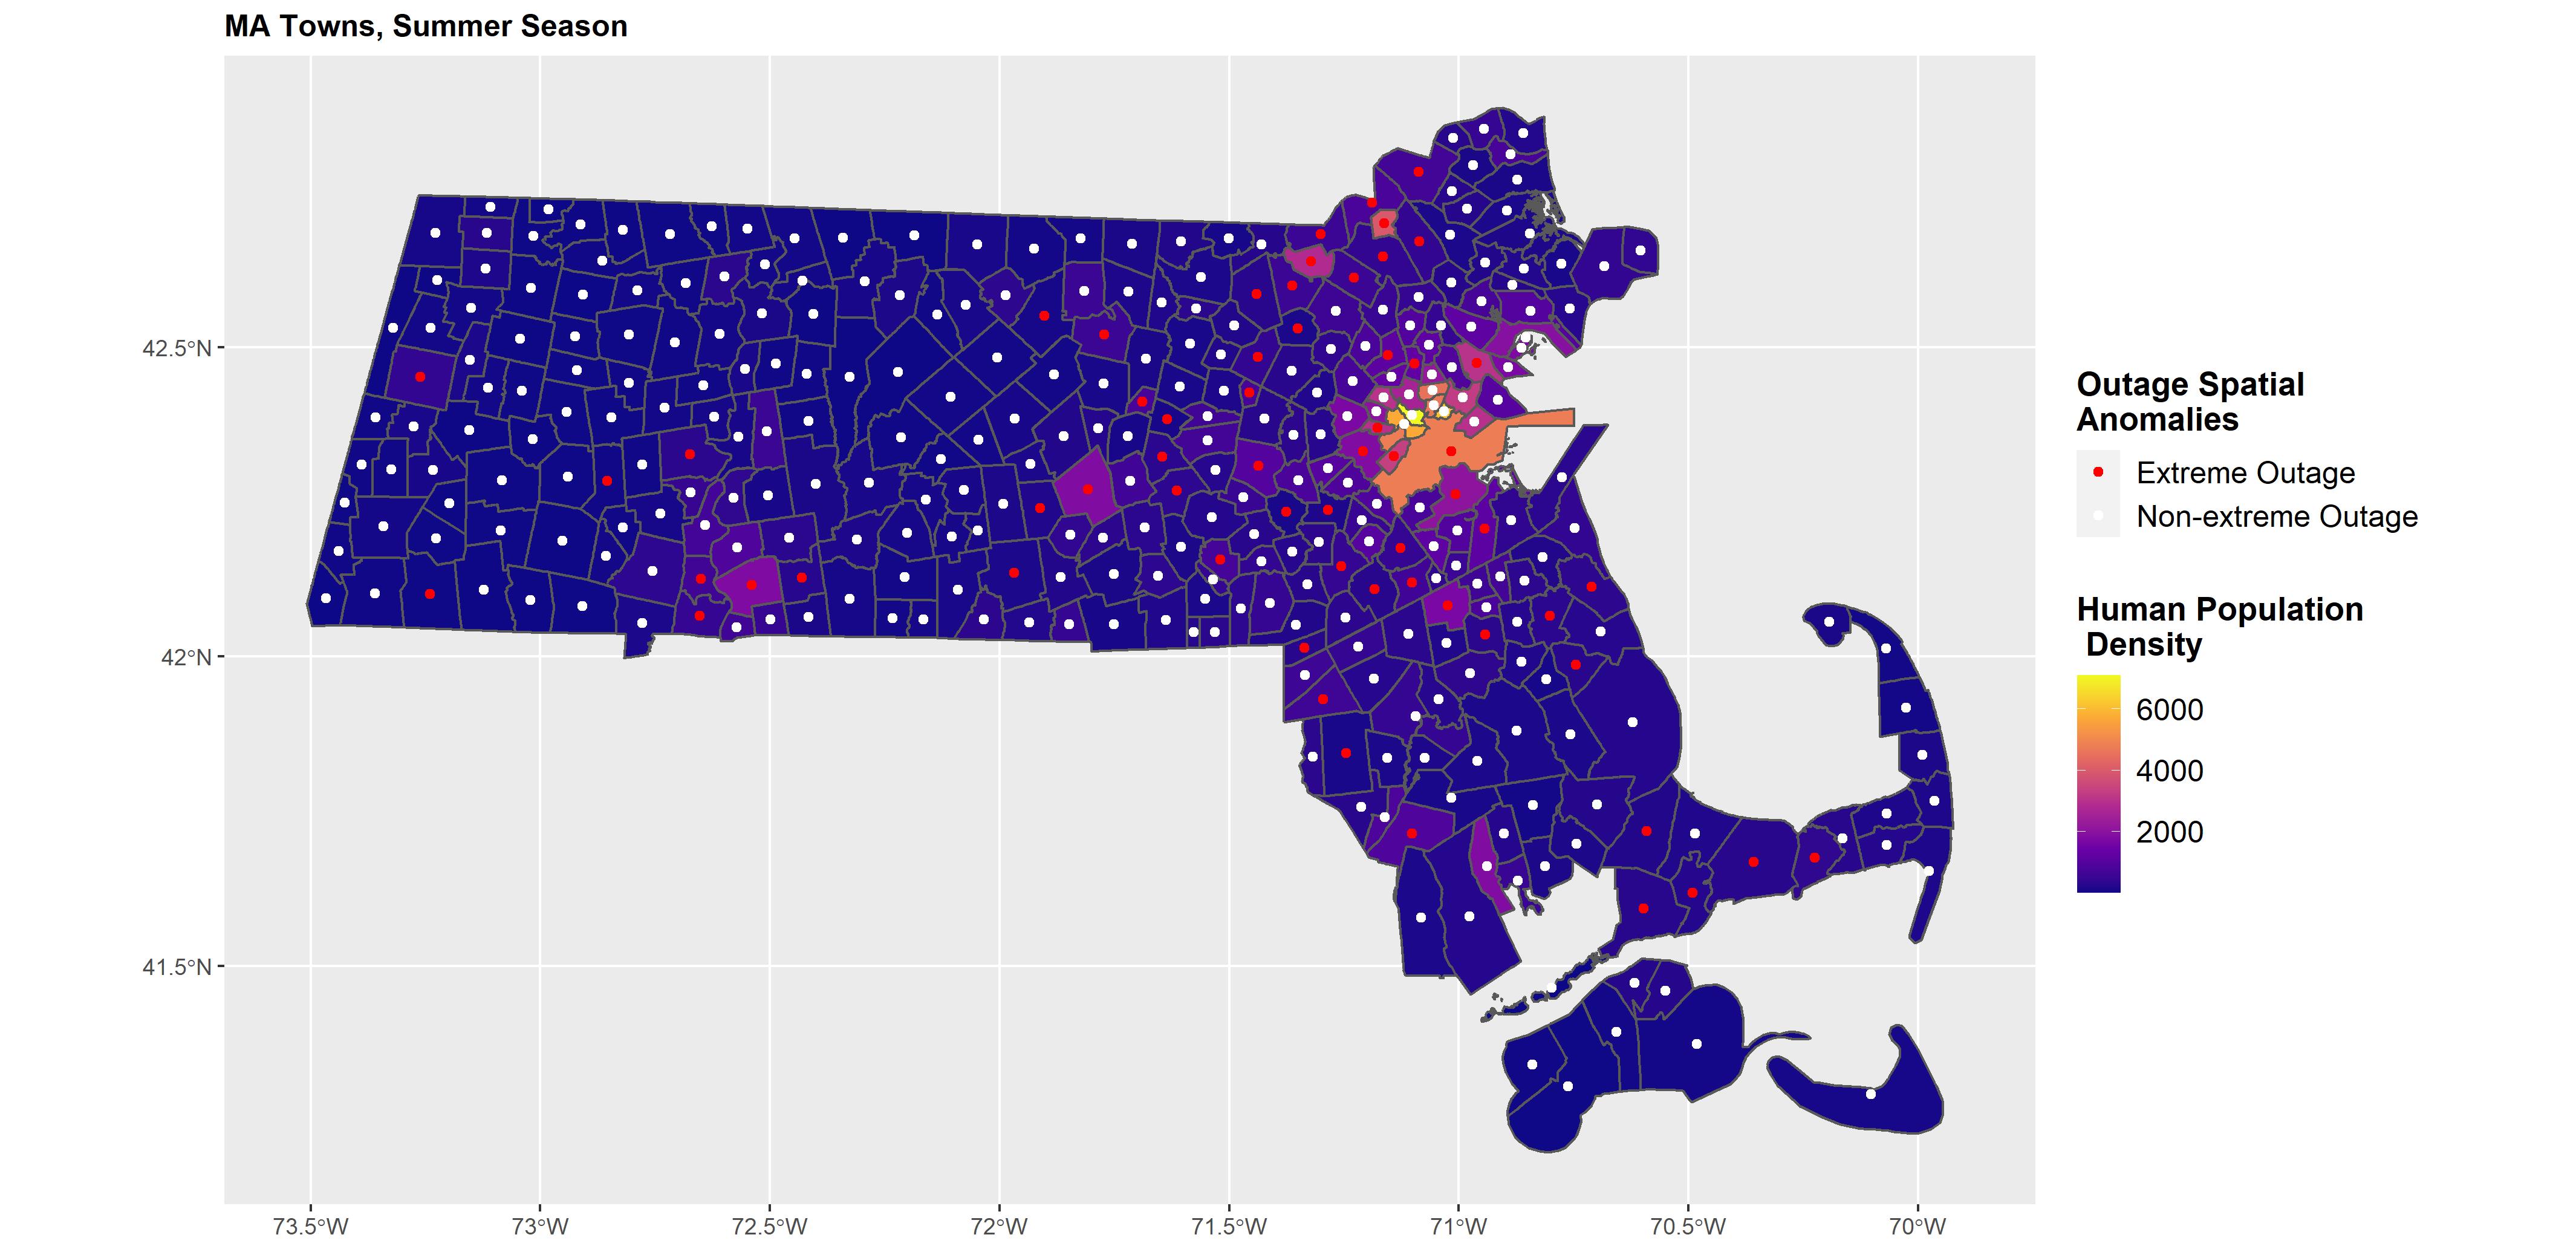 MA Towns, Summer Season
42.5°N
42°N
41.5°N
73.5°W
73°W
72.5°W
72°W
71.5°W
71°W
70.5°W
70°W
Outage Spatial
Anomalies
Extreme Outage
Non-extreme Outage
Human Population
Density
6000
4000
2000